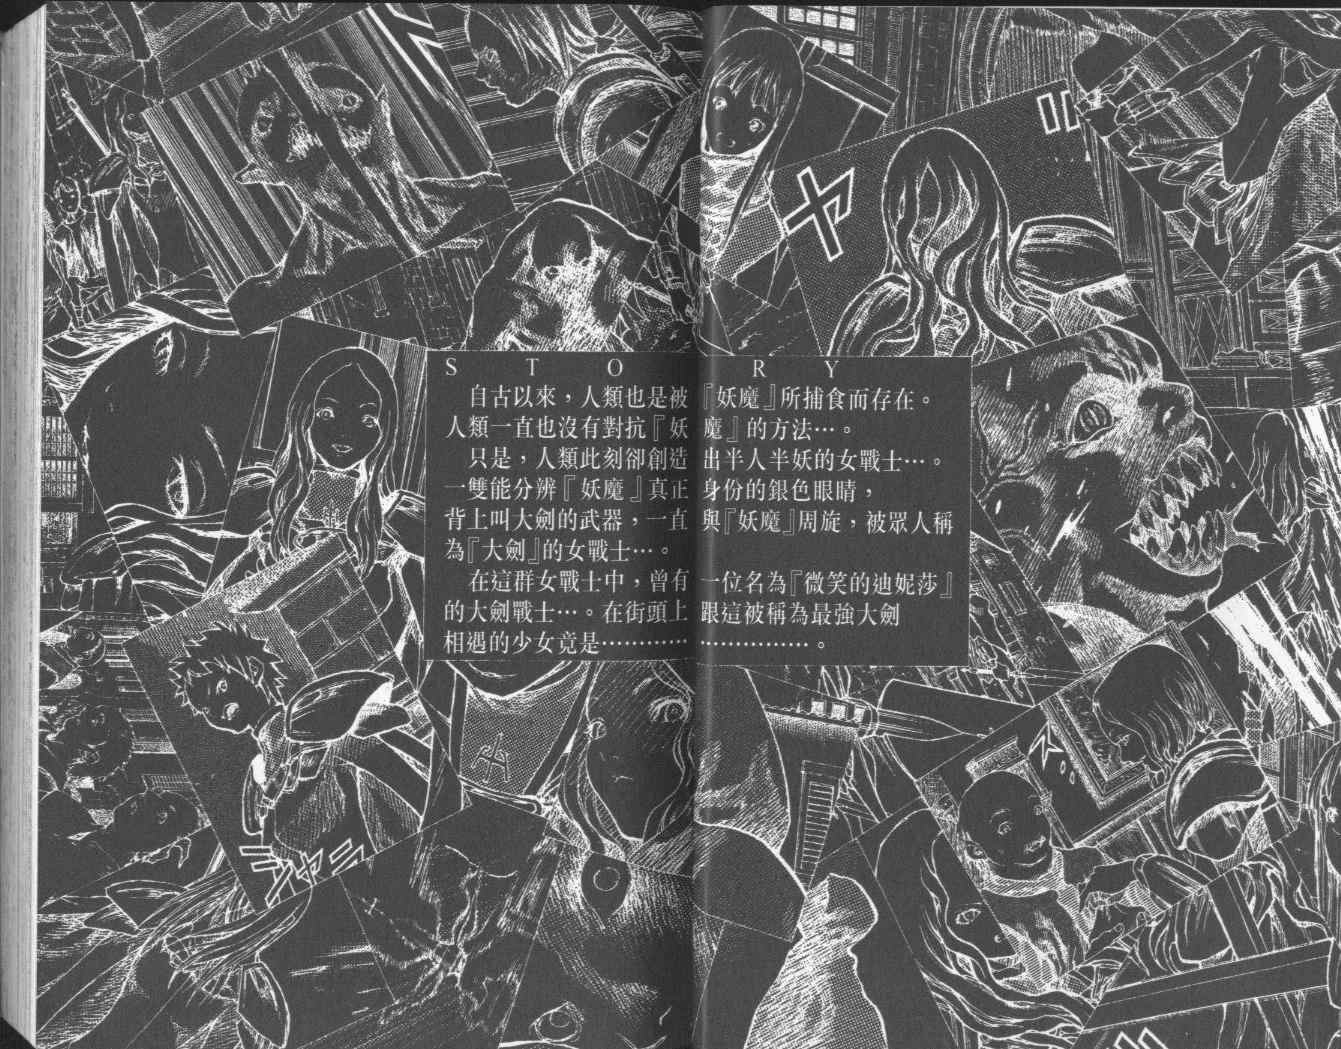 STORY
自古以來，人類也是被『妖魔』所捕食而存在。
人類一直也沒有對抗『妖魔』的方法…。
只是，人類此刻卻創造出半人半妖的女戰士…。
一雙能分辨『妖魔』真正身份的銀色眼睛，
背上叫大劍的武器，一直與『妖魔』周旋，被眾人稱
為『大劍』的女戰士…。
在這群女戰士中，曾有一位名為『微笑的迪妮莎』
的大劍戰士…。在街頭上跟這被稱為最強大劍
相遇的少女竟是…………………………。
ヤ
ジャラ